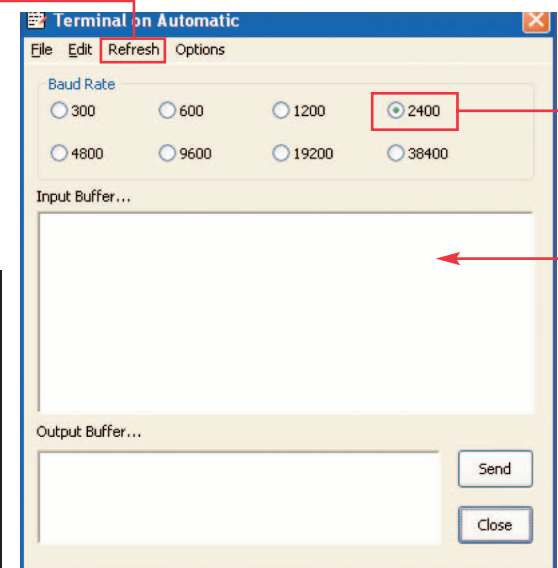 Terminal on Automatic
File Edit Refresh Options
Baud Rate
300 600 1200 2400
4800 9600 19200 38400
Input Buffer...
Output Buffer...
Send
Close